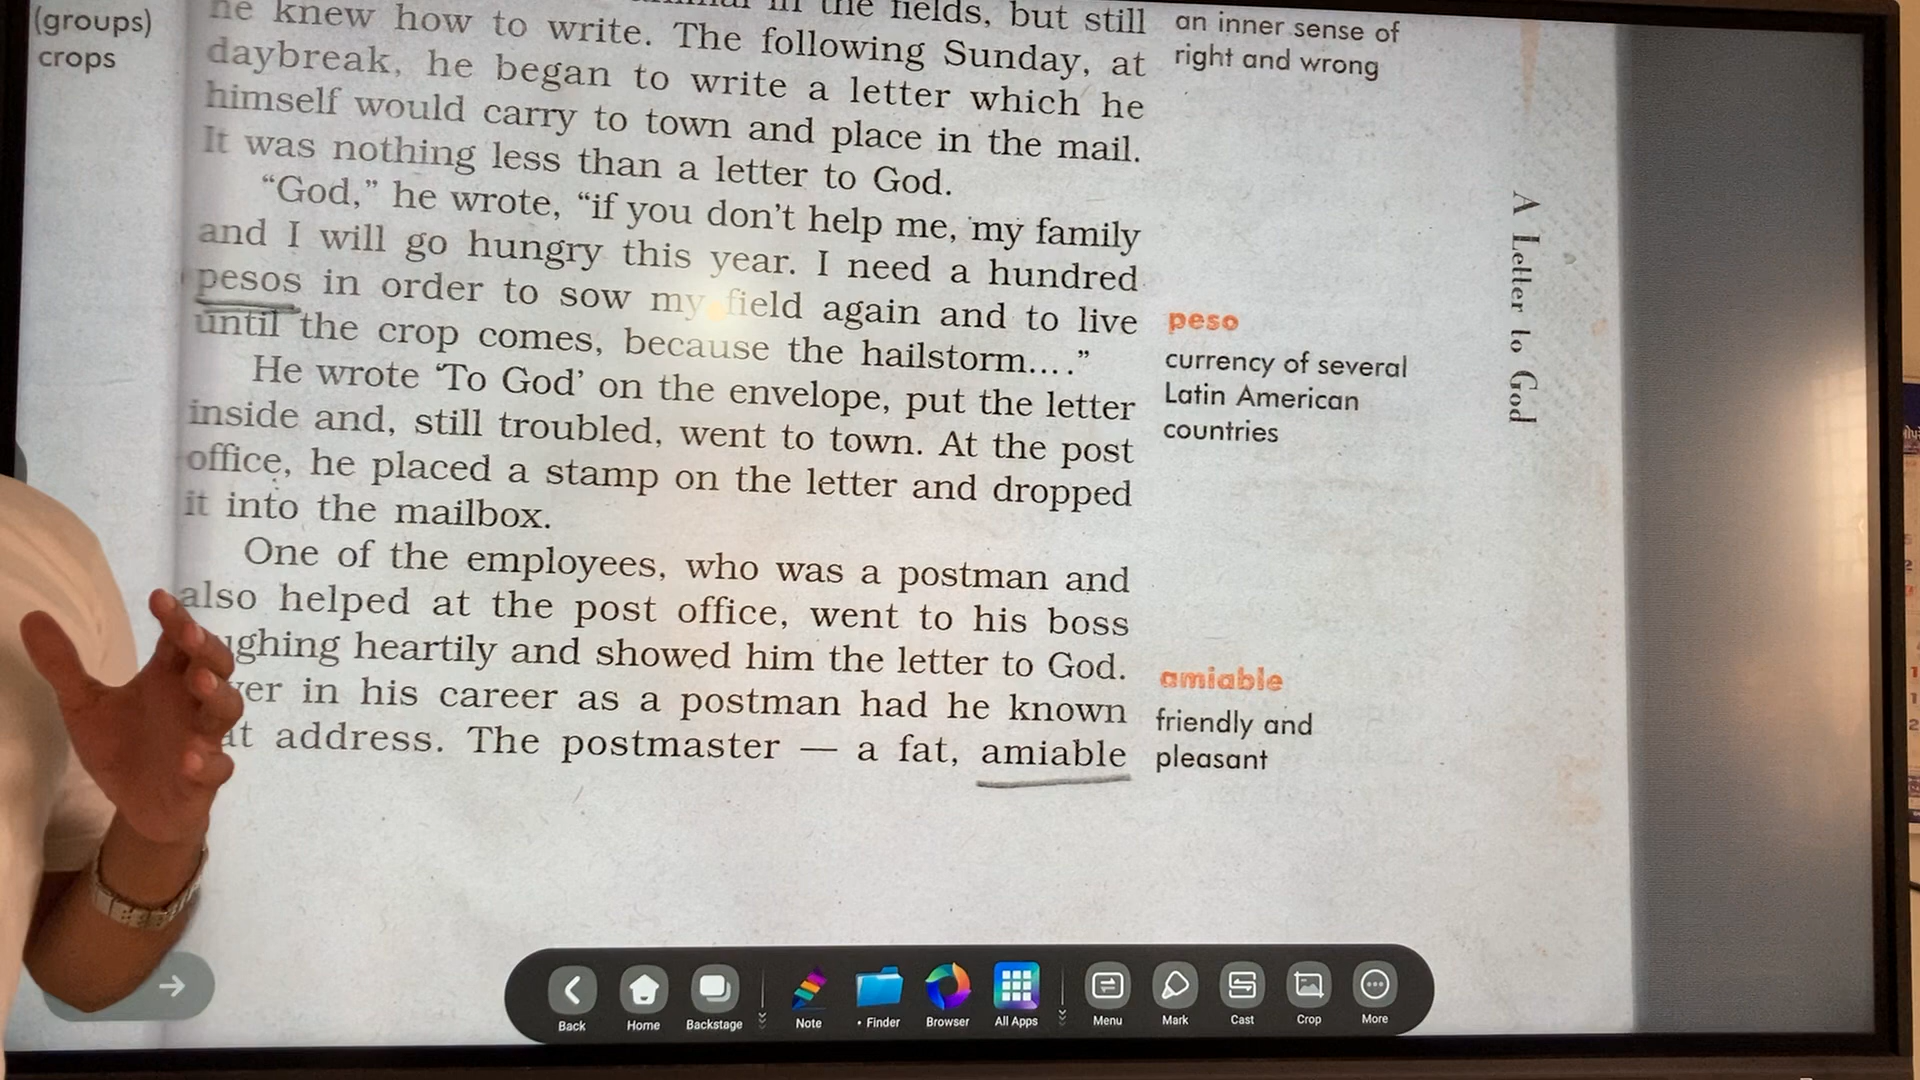 (groups)
crops
in the fields, but still
he knew how to write. The following Sunday, at
daybreak, he began to write a letter which he
himself would carry to town and place in the mail.
It was nothing less than a letter to God.
“God,” he wrote, “if you don’t help me, my family
and I will go hungry this year. I need a hundred
pesos in order to sow my field again and to live
until the crop comes, because the hailstorm....”
He wrote ‘To God’ on the envelope, put the letter
inside and, still troubled, went to town. At the post
office, he placed a stamp on the letter and dropped
it into the mailbox.
One of the employees, who was a postman and
also helped at the post office, went to his boss
ughing heartily and showed him the letter to God.
ver in his career as a postman had he known
at address. The postmaster — a fat, amiable
an inner sense of
right and wrong
peso
currency of several
Latin American
countries
amiable
friendly and
pleasant
A Letter to God
Back
Home
Backstage
Note
• Finder
Browser
All Apps
Menu
Mark
Cast
Crop
More